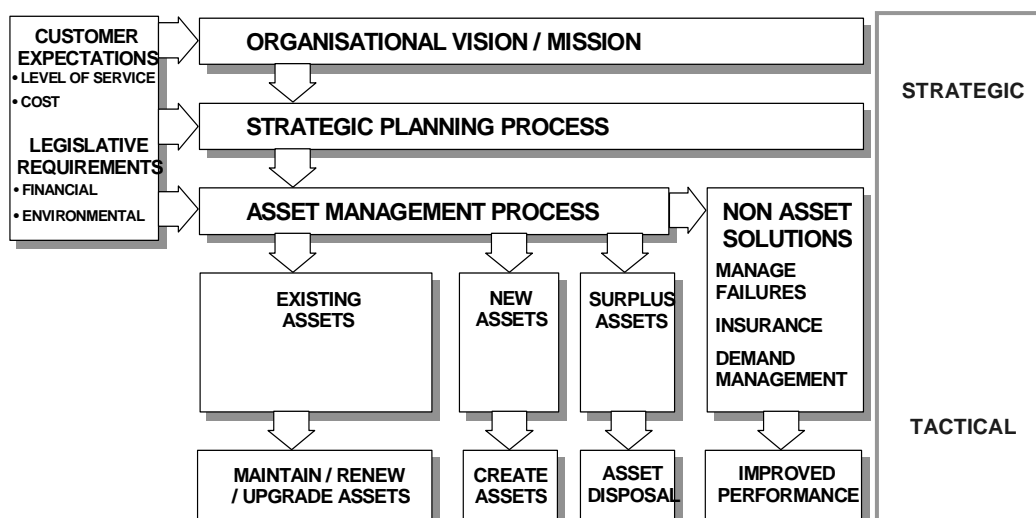 CUSTOMER
EXPECTATIONS
• LEVEL OF SERVICE
• COST
LEGISLATIVE
REQUIREMENTS
• FINANCIAL
• ENVIRONMENTAL
ORGANISATIONAL VISION / MISSION
STRATEGIC PLANNING PROCESS
ASSET MANAGEMENT PROCESS
NON ASSET
SOLUTIONS
MANAGE
FAILURES
INSURANCE
DEMAND
MANAGEMENT
EXISTING
ASSETS
NEW
ASSETS
SURPLUS
ASSETS
MAINTAIN / RENEW
/ UPGRADE ASSETS
CREATE
ASSETS
ASSET
DISPOSAL
IMPROVED
PERFORMANCE
STRATEGIC
TACTICAL